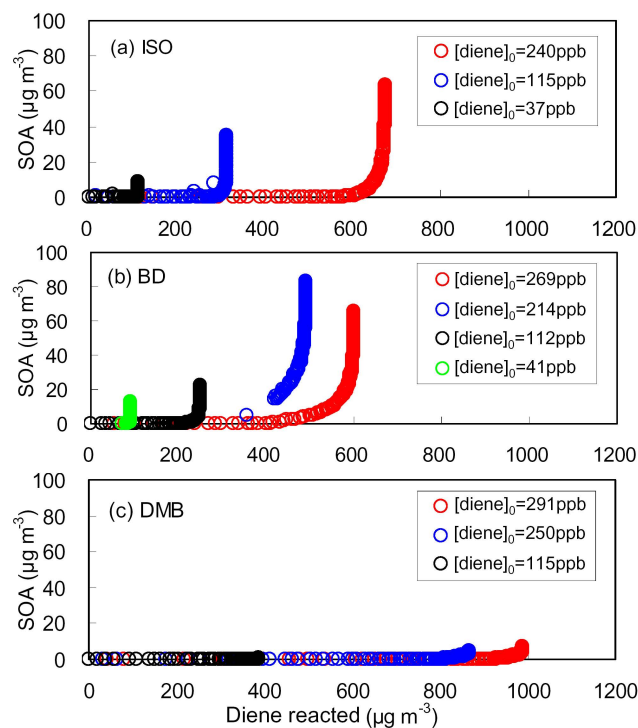 100
80
60
40
20
0
SOA (µg m⁻³)
(a) ISO
[diene]₀=240ppb
[diene]₀=115ppb
[diene]₀=37ppb
0 200 400 600 800 1000 1200
100
80
60
40
20
0
SOA (µg m⁻³)
(b) BD
[diene]₀=269ppb
[diene]₀=214ppb
[diene]₀=112ppb
[diene]₀=41ppb
0 200 400 600 800 1000 1200
100
80
60
40
20
0
SOA (µg m⁻³)
(c) DMB
[diene]₀=291ppb
[diene]₀=250ppb
[diene]₀=115ppb
0 200 400 600 800 1000 1200
Diene reacted (µg m⁻³)